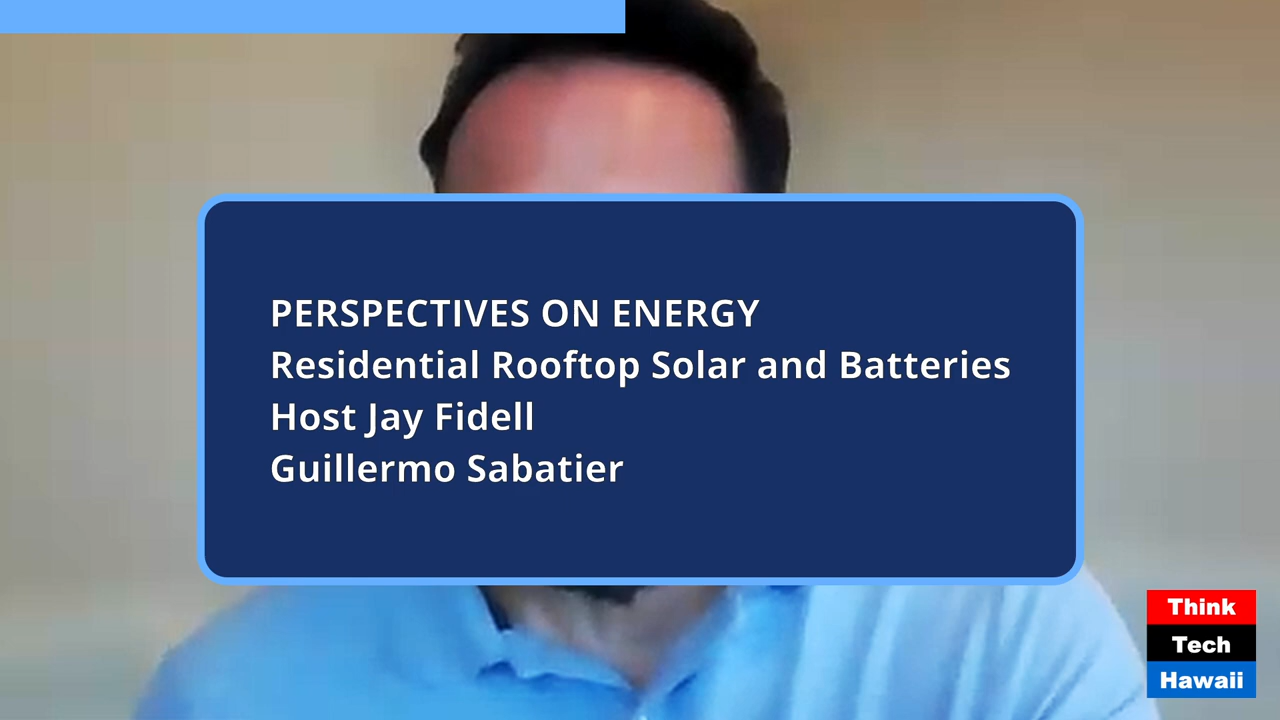 PERSPECTIVES ON ENERGY
Residential Rooftop Solar and Batteries
Host Jay Fidell
Guillermo Sabatier
Think
Tech
Hawaii